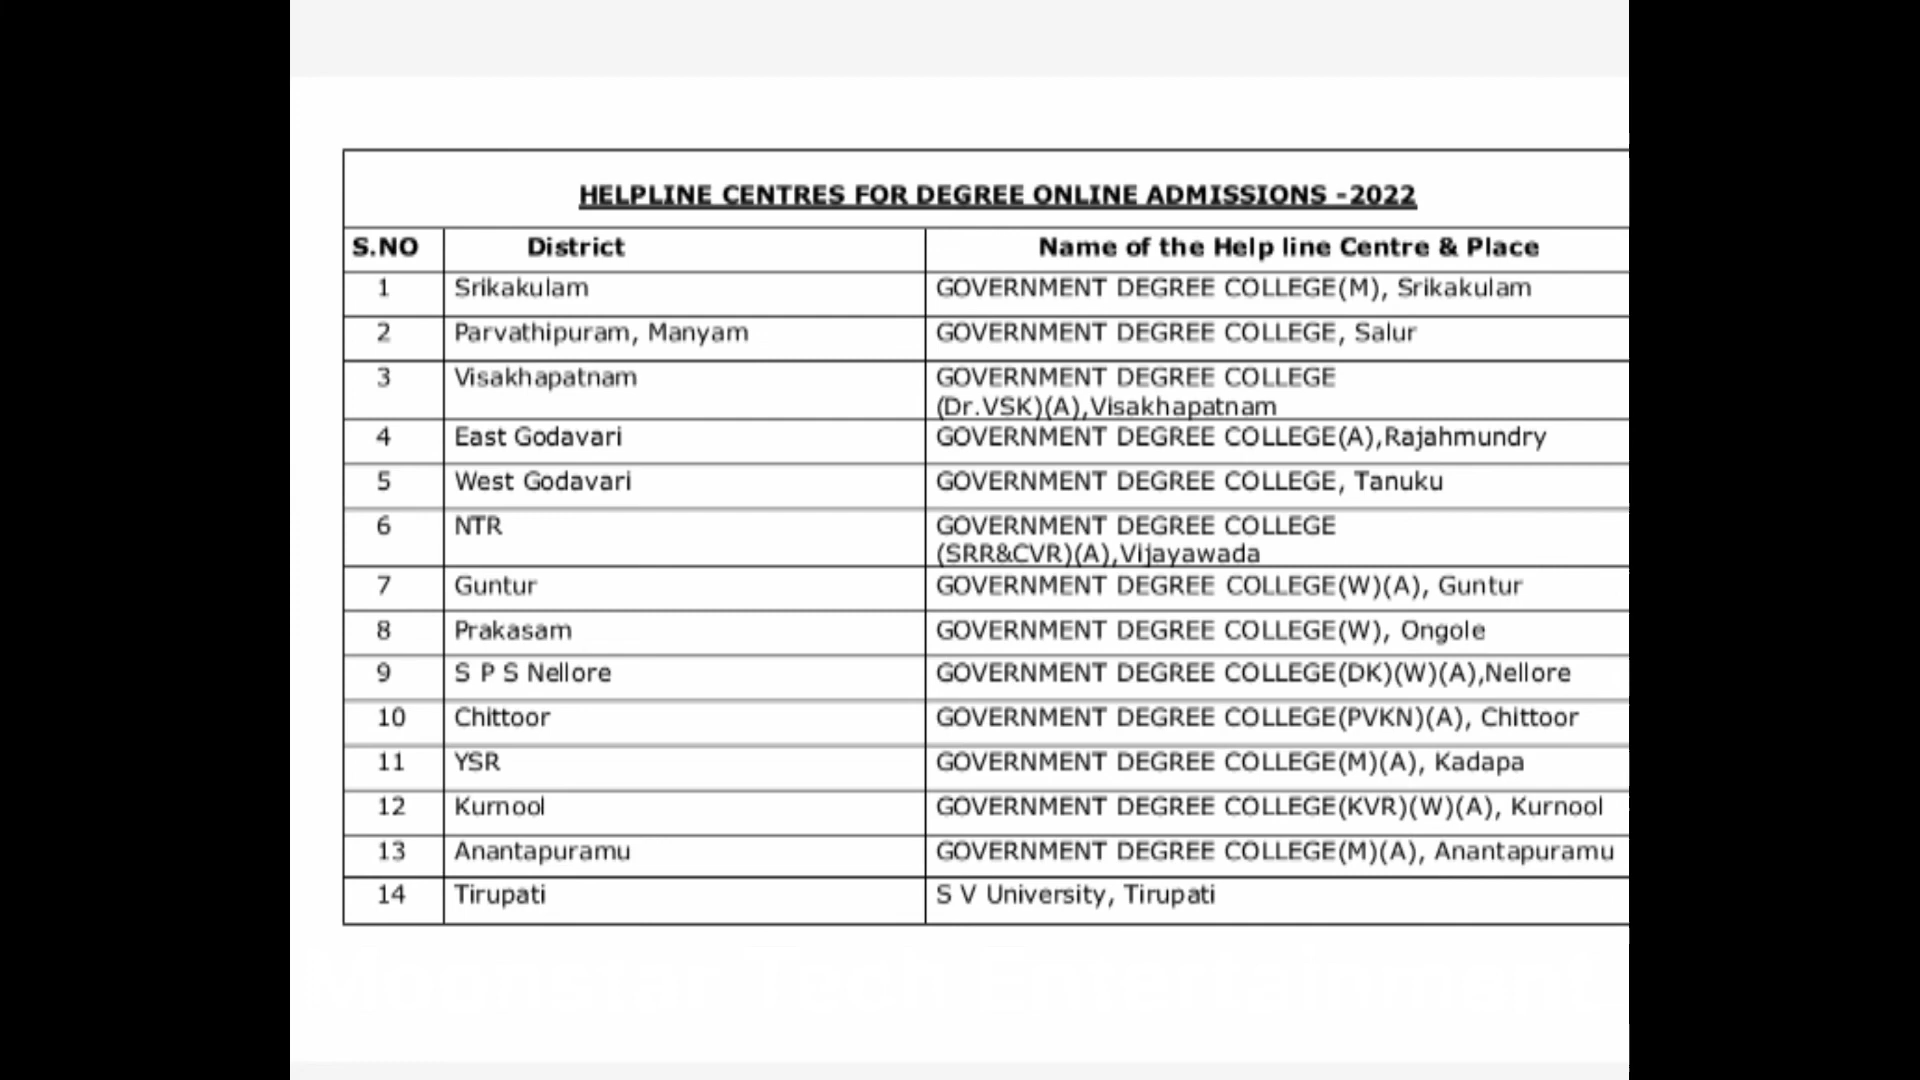 HELPLINE CENTRES FOR DEGREE ONLINE ADMISSIONS -2022
S.NO District Name of the Help line Centre & Place
1 Srikakulam GOVERNMENT DEGREE COLLEGE(M), Srikakulam
2 Parvathipuram, Manyam GOVERNMENT DEGREE COLLEGE, Salur
3 Visakhapatnam GOVERNMENT DEGREE COLLEGE
(Dr.VSK)(A),Visakhapatnam
4 East Godavari GOVERNMENT DEGREE COLLEGE(A),Rajahmundry
5 West Godavari GOVERNMENT DEGREE COLLEGE, Tanuku
6 NTR GOVERNMENT DEGREE COLLEGE
(SRR&CVR)(A),Vijayawada
7 Guntur GOVERNMENT DEGREE COLLEGE(W)(A), Guntur
8 Prakasam GOVERNMENT DEGREE COLLEGE(W), Ongole
9 S P S Nellore GOVERNMENT DEGREE COLLEGE(DK)(W)(A),Nellore
10 Chittoor GOVERNMENT DEGREE COLLEGE(PVKN)(A), Chittoor
11 YSR GOVERNMENT DEGREE COLLEGE(M)(A), Kadapa
12 Kurnool GOVERNMENT DEGREE COLLEGE(KVR)(W)(A), Kurnool
13 Anantapuramu GOVERNMENT DEGREE COLLEGE(M)(A), Anantapuramu
14 Tirupati S V University, Tirupati
Moonstar Tech Entertainment